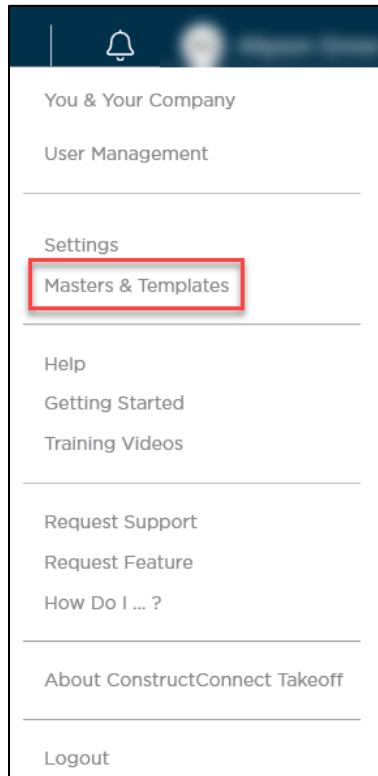 You & Your Company
User Management
Settings
Masters & Templates
Help
Getting Started
Training Videos
Request Support
Request Feature
How Do I ... ?
About ConstructConnect Takeoff
Logout